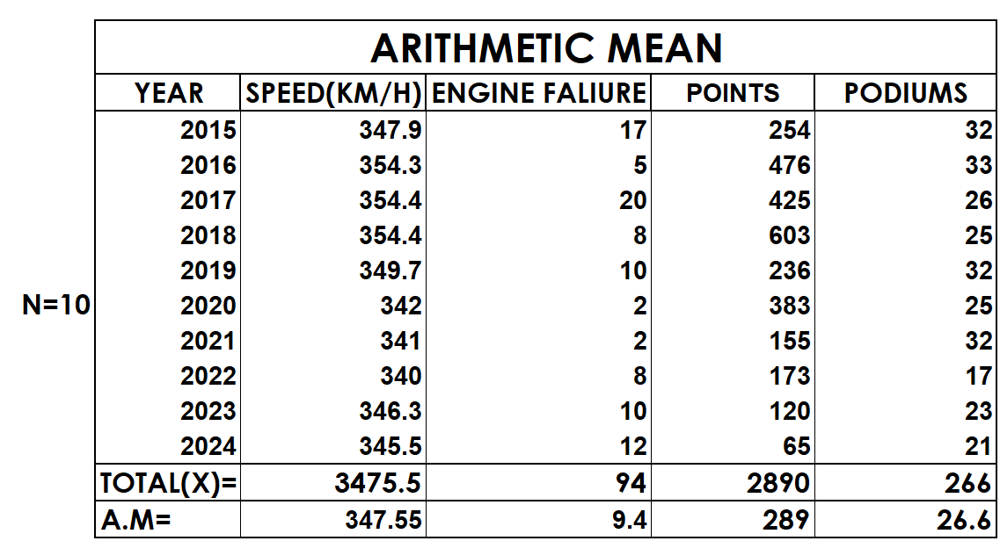 ARITHMETIC MEAN
YEAR SPEED(KM/H) ENGINE FALIURE POINTS PODIUMS
2015 347.9 17 254 32
2016 354.3 5 476 33
2017 354.4 20 425 26
2018 354.4 8 603 25
2019 349.7 10 236 32
N=10 2020 342 2 383 25
2021 341 2 155 32
2022 340 8 173 17
2023 346.3 10 120 23
2024 345.5 12 65 21
TOTAL(X)= 3475.5 94 2890 266
A.M= 347.55 9.4 289 26.6